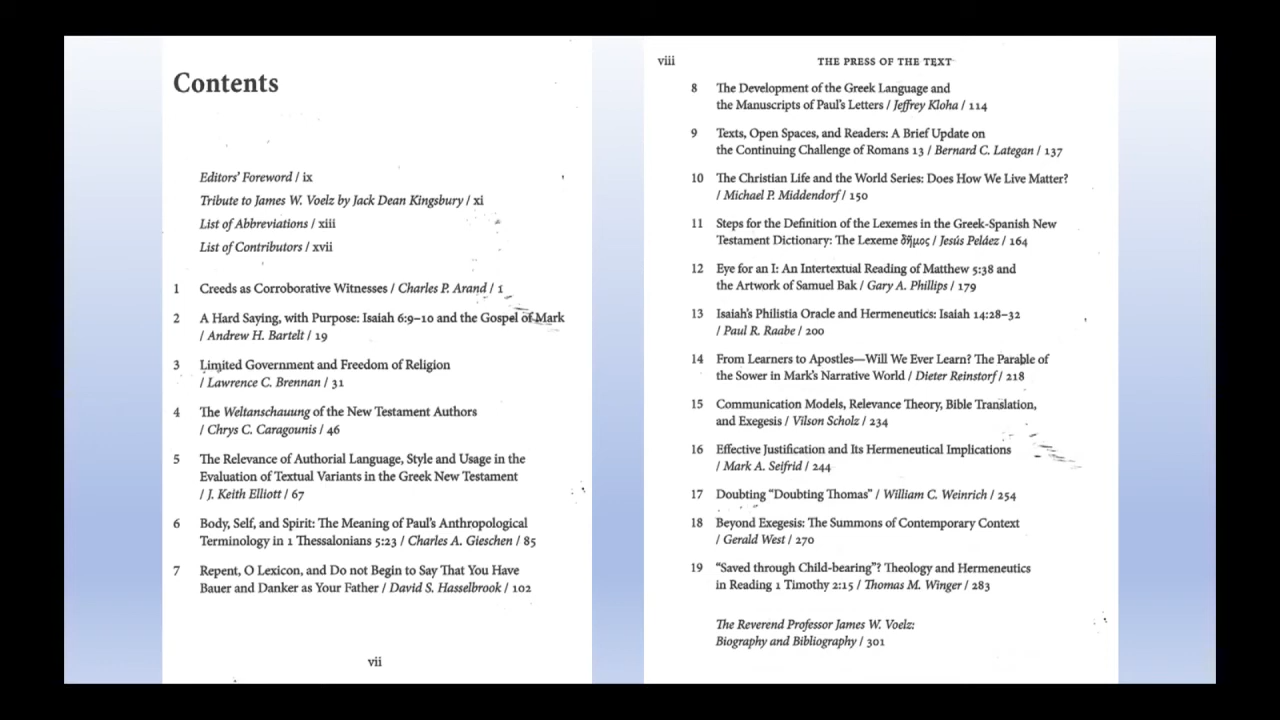 Contents
Editors' Foreword / ix
Tribute to James W. Voelz by Jack Dean Kingsbury / xi
List of Abbreviations / xiii
List of Contributors / xvii
1 Creeds as Corroborative Witnesses / Charles P. Arand / 1
2 A Hard Saying, with Purpose: Isaiah 6:9–10 and the Gospel of Mark
/ Andrew H. Bartelt / 19
3 Limited Government and Freedom of Religion
/ Lawrence C. Brennan / 31
4 The Weltanschauung of the New Testament Authors
/ Chrys C. Caragounis / 46
5 The Relevance of Authorial Language, Style and Usage in the
Evaluation of Textual Variants in the Greek New Testament
/ J. Keith Elliott / 67
6 Body, Self, and Spirit: The Meaning of Paul's Anthropological
Terminology in 1 Thessalonians 5:23 / Charles A. Gieschen / 85
7 Repent, O Lexicon, and Do not Begin to Say That You Have
Bauer and Danker as Your Father / David S. Hasselbrook / 102
vii
viii THE PRESS OF THE TEXT
8 The Development of the Greek Language and
the Manuscripts of Paul's Letters / Jeffrey Kloha / 114
9 Texts, Open Spaces, and Readers: A Brief Update on
the Continuing Challenge of Romans 13 / Bernard C. Lategan / 137
10 The Christian Life and the World Series: Does How We Live Matter?
/ Michael P. Middendorf / 150
11 Steps for the Definition of the Lexemes in the Greek-Spanish New
Testament Dictionary: The Lexeme δῆμος / Jesús Peláez / 164
12 Eye for an I: An Intertextual Reading of Matthew 5:38 and
the Artwork of Samuel Bak / Gary A. Phillips / 179
13 Isaiah's Philistia Oracle and Hermeneutics: Isaiah 14:28–32
/ Paul R. Raabe / 200
14 From Learners to Apostles—Will We Ever Learn? The Parable of
the Sower in Mark's Narrative World / Dieter Reinstorf / 218
15 Communication Models, Relevance Theory, Bible Translation,
and Exegesis / Vilson Scholz / 234
16 Effective Justification and Its Hermeneutical Implications
/ Mark A. Seifrid / 244
17 Doubting "Doubting Thomas" / William C. Weinrich / 254
18 Beyond Exegesis: The Summons of Contemporary Context
/ Gerald West / 270
19 "Saved through Child-bearing"? Theology and Hermeneutics
in Reading 1 Timothy 2:15 / Thomas M. Winger / 283
The Reverend Professor James W. Voelz:
Biography and Bibliography / 301